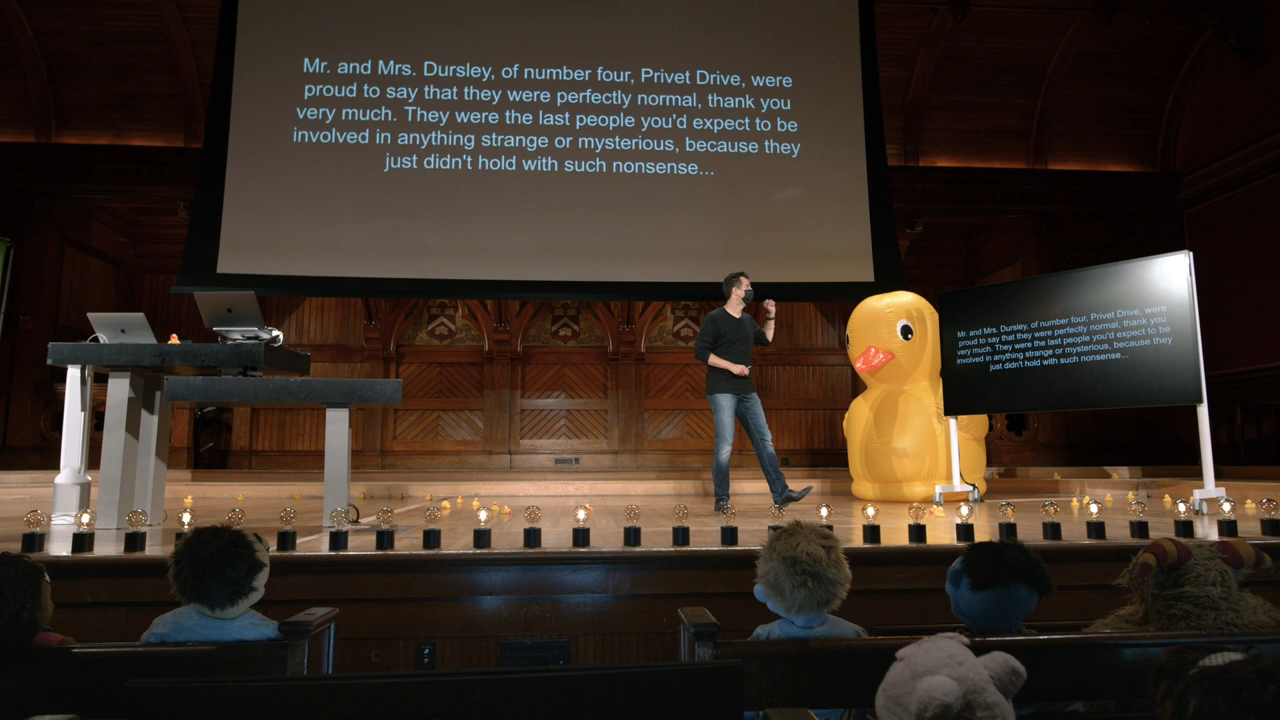 Mr. and Mrs. Dursley, of number four, Privet Drive, were
proud to say that they were perfectly normal, thank you
very much. They were the last people you'd expect to be
involved in anything strange or mysterious, because they
just didn't hold with such nonsense...
Mr. and Mrs. Dursley, of number four, Privet Drive, were
proud to say that they were perfectly normal, thank you
very much. They were the last people you'd expect to be
involved in anything strange or mysterious, because they
just didn't hold with such nonsense...